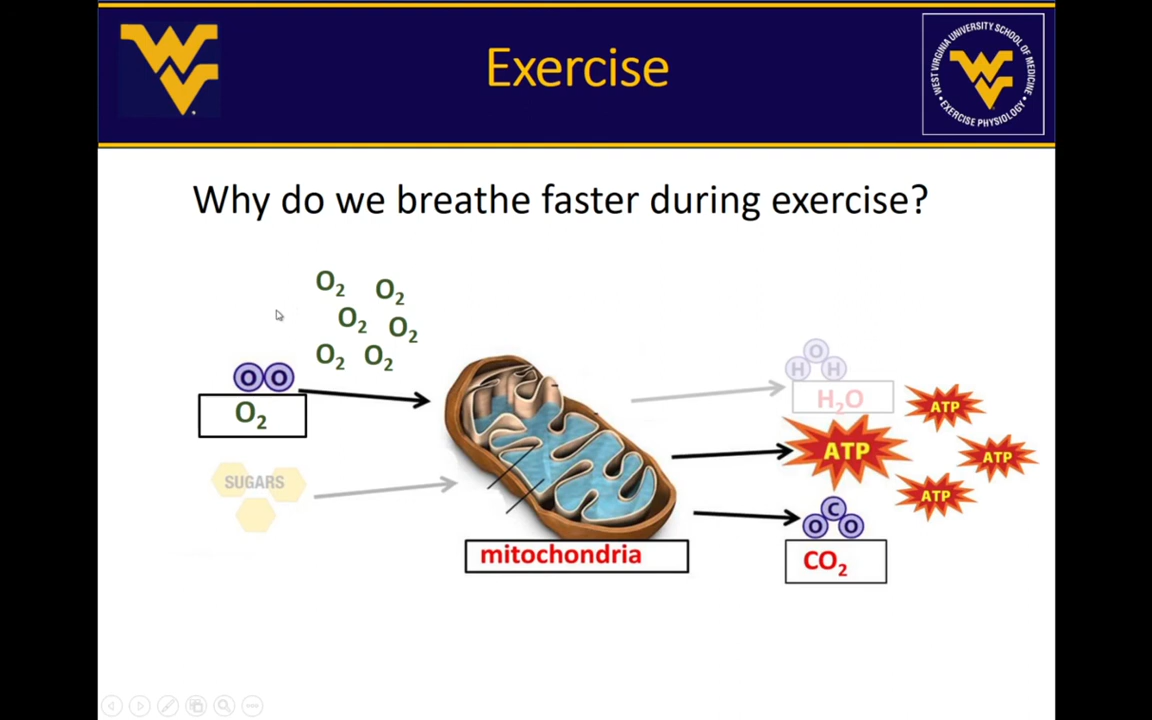 Exercise
WEST VIRGINIA UNIVERSITY SCHOOL OF MEDICINE
• EXERCISE PHYSIOLOGY •
Why do we breathe faster during exercise?
O₂ O₂
O₂ O₂
O₂ O₂
OO
O₂
SUGARS
mitochondria
O
H H
H₂O
ATP
ATP
ATP
ATP
C
O O
CO₂